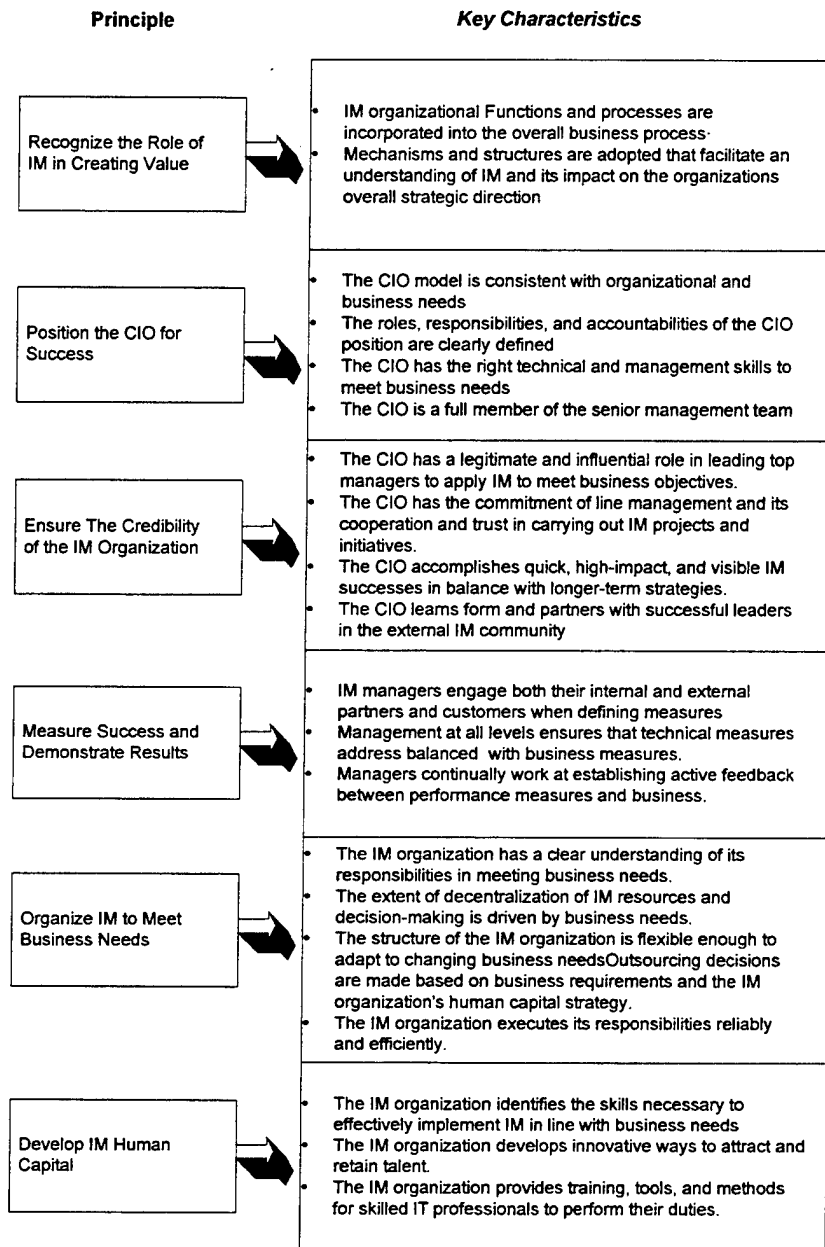 Principle
Key Characteristics
Recognize the Role of
IM in Creating Value
• IM organizational Functions and processes are
incorporated into the overall business process·
• Mechanisms and structures are adopted that facilitate an
understanding of IM and its impact on the organizations
overall strategic direction
Position the CIO for
Success
• The CIO model is consistent with organizational and
business needs
• The roles, responsibilities, and accountabilities of the CIO
position are clearly defined
• The CIO has the right technical and management skills to
meet business needs
• The CIO is a full member of the senior management team
Ensure The Credibility
of the IM Organization
• The CIO has a legitimate and influential role in leading top
managers to apply IM to meet business objectives.
• The CIO has the commitment of line management and its
cooperation and trust in carrying out IM projects and
initiatives.
• The CIO accomplishes quick, high-impact, and visible IM
successes in balance with longer-term strategies.
• The CIO learns form and partners with successful leaders
in the external IM community
Measure Success and
Demonstrate Results
• IM managers engage both their internal and external
partners and customers when defining measures
• Management at all levels ensures that technical measures
address balanced with business measures.
• Managers continually work at establishing active feedback
between performance measures and business.
Organize IM to Meet
Business Needs
• The IM organization has a clear understanding of its
responsibilities in meeting business needs.
• The extent of decentralization of IM resources and
decision-making is driven by business needs.
• The structure of the IM organization is flexible enough to
adapt to changing business needsOutsourcing decisions
are made based on business requirements and the IM
organization's human capital strategy.
• The IM organization executes its responsibilities reliably
and efficiently.
Develop IM Human
Capital
• The IM organization identifies the skills necessary to
effectively implement IM in line with business needs
• The IM organization develops innovative ways to attract and
retain talent.
• The IM organization provides training, tools, and methods
for skilled IT professionals to perform their duties.